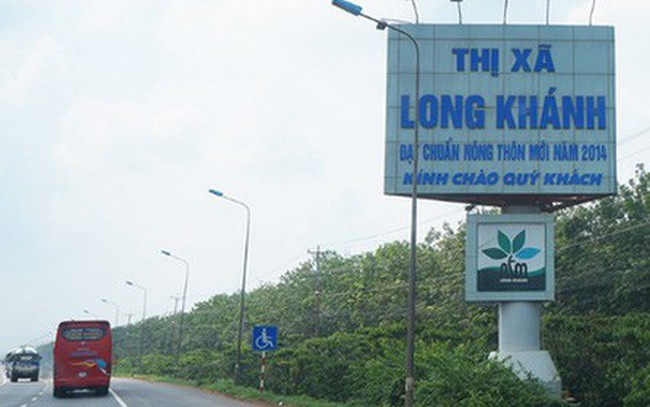 THỊ XÃ
LONG KHÁNH
ĐẠT CHUẨN NÔNG THÔN MỚI NĂM 2014
KÍNH CHÀO QUÝ KHÁCH
ntm